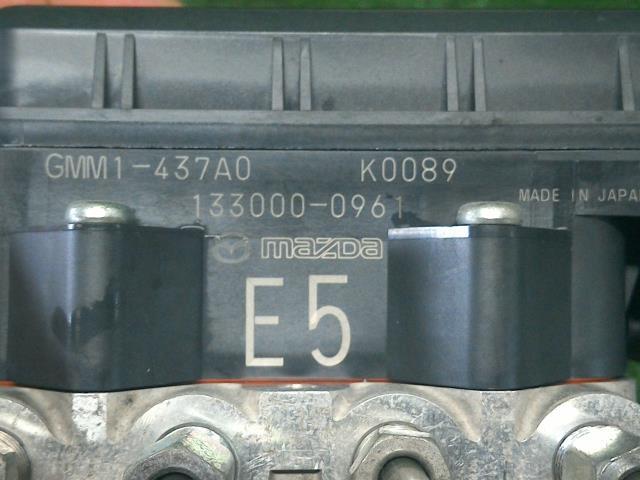 GMM1-437A0 K0089
133000-0961
MADE IN JAPAN
mazda
E5